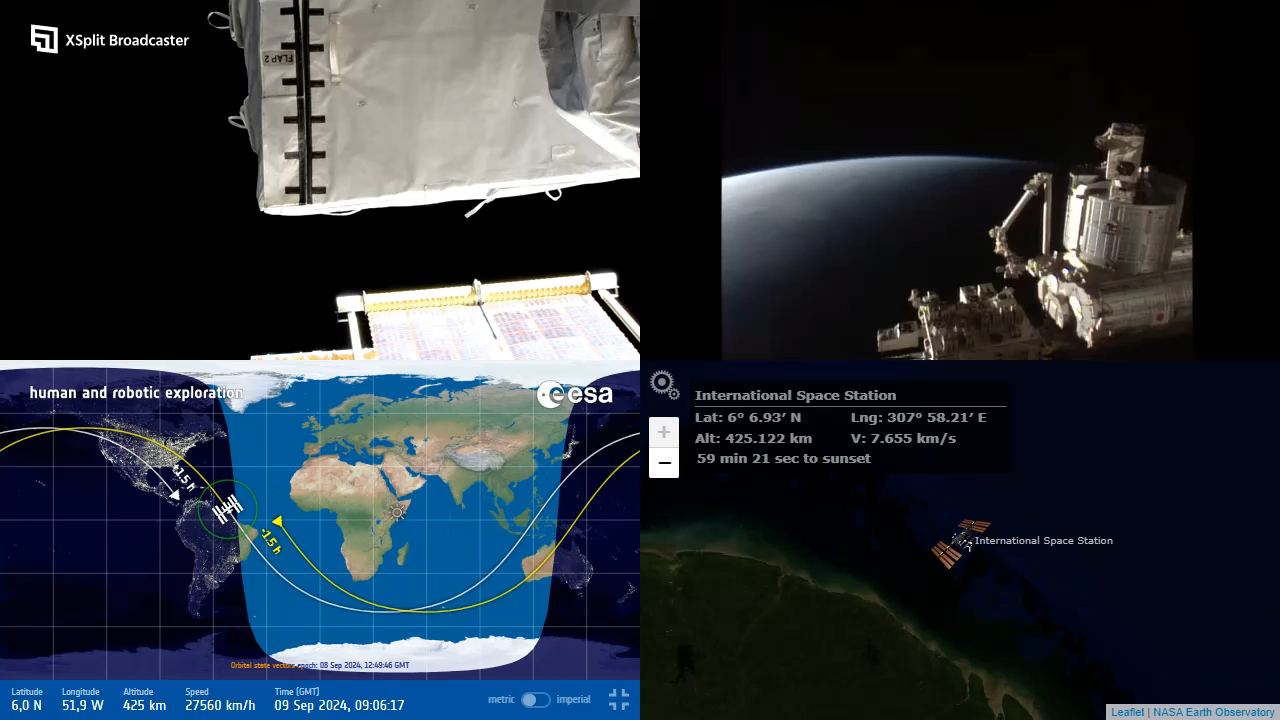 XSplit Broadcaster
FLAP 2
human and robotic exploration
esa
1.5 h
-1.5 h
Orbital state vectors epoch: 08 Sep 2024, 12:49:46 GMT
Latitude Longitude Altitude Speed Time (GMT)
6,0 N 51,9 W 425 km 27560 km/h 09 Sep 2024, 09:06:17
metric imperial
International Space Station
Lat: 6° 6.93′ N Lng: 307° 58.21′ E
Alt: 425.122 km V: 7.655 km/s
59 min 21 sec to sunset
+
−
International Space Station
Leaflet | NASA Earth Observatory